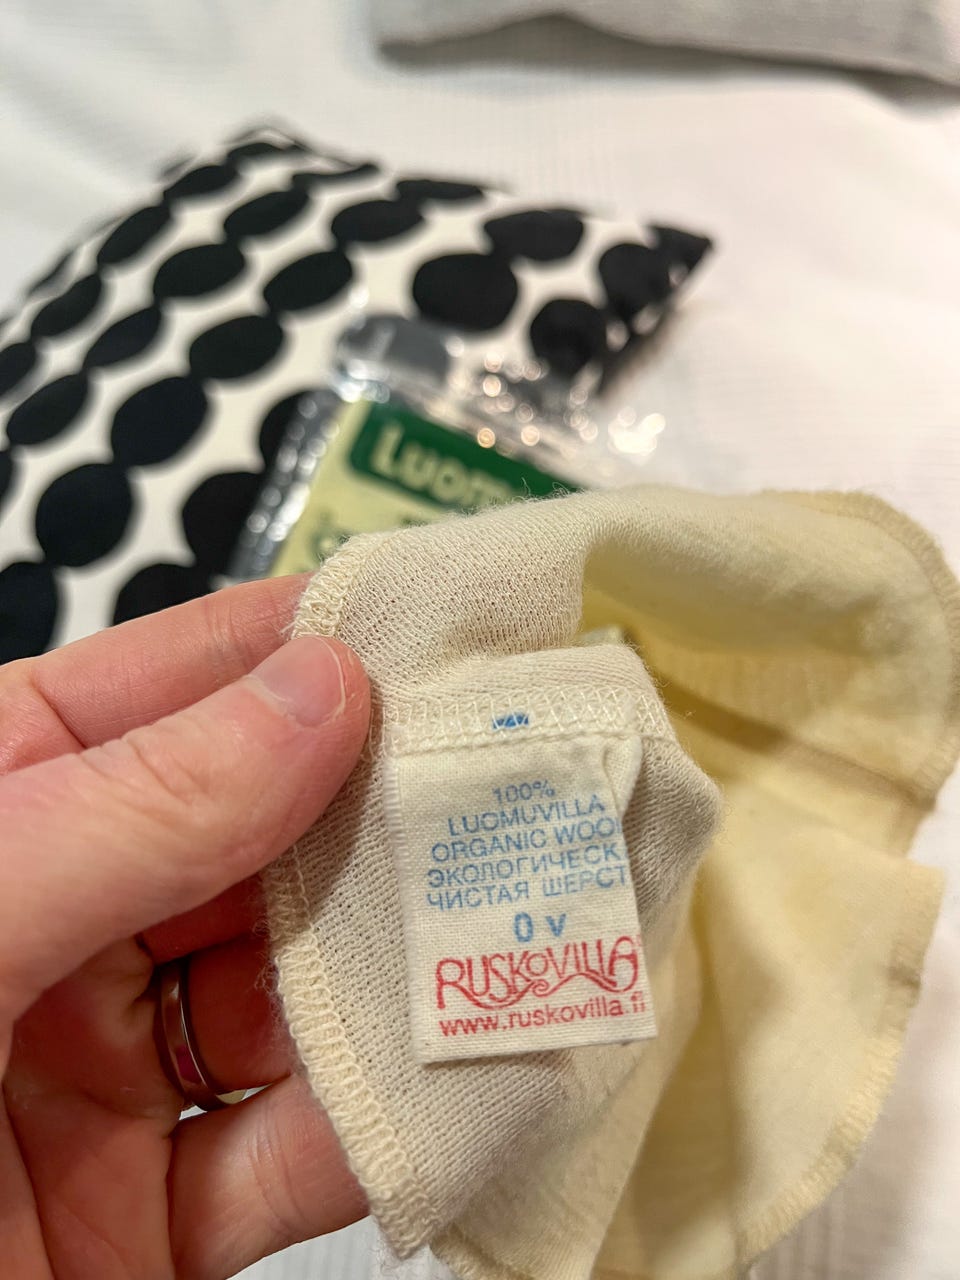 100%
LUOMUVILLA
ORGANIC WOO
ЭКОЛОГИЧЕСК
ЧИСТАЯ ШЕРСТ
0 v
RUSKOVILLA
www.ruskovilla.fi